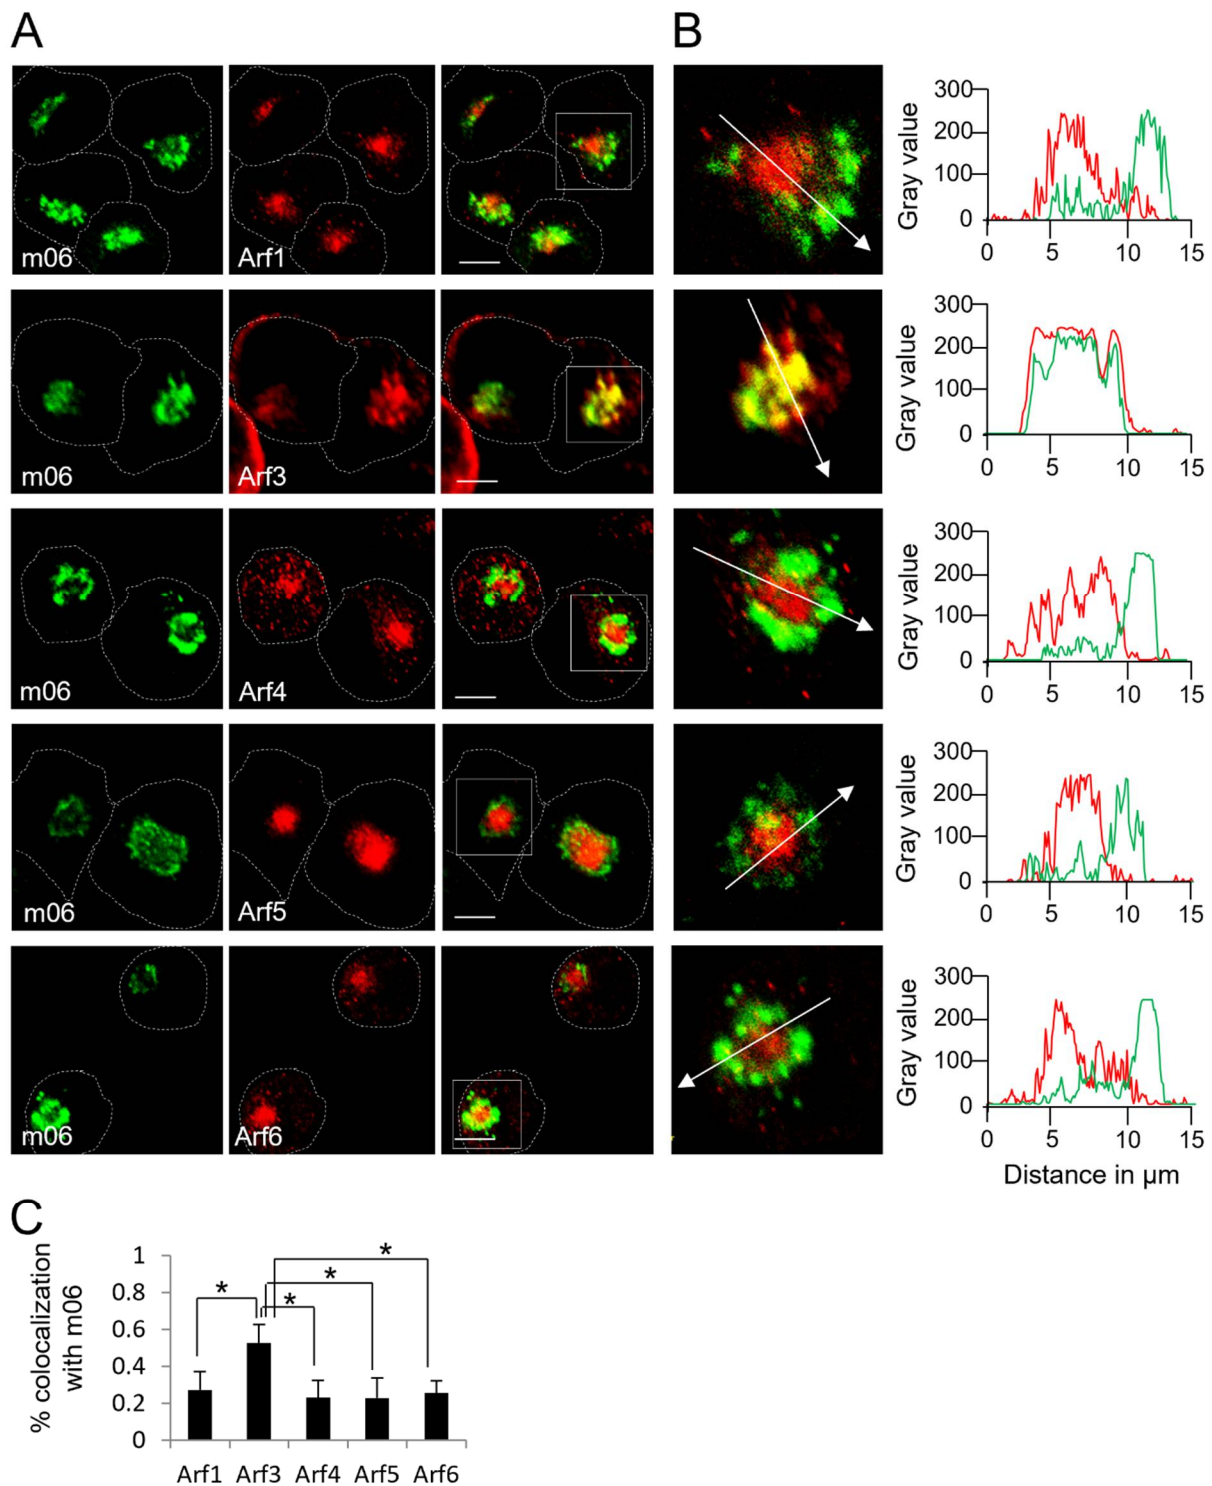 A
B
m06
Arf1
Gray value
300
200
100
0
0
5
10
15
m06
Arf3
Gray value
300
200
100
0
0
5
10
15
m06
Arf4
Gray value
300
200
100
0
0
5
10
15
m06
Arf5
Gray value
300
200
100
0
0
5
10
15
m06
Arf6
Gray value
300
200
100
0
0
5
10
15
Distance in µm
C
% colocalization
with m06
1
0.8
0.6
0.4
0.2
0
*
*
*
*
Arf1 Arf3 Arf4 Arf5 Arf6